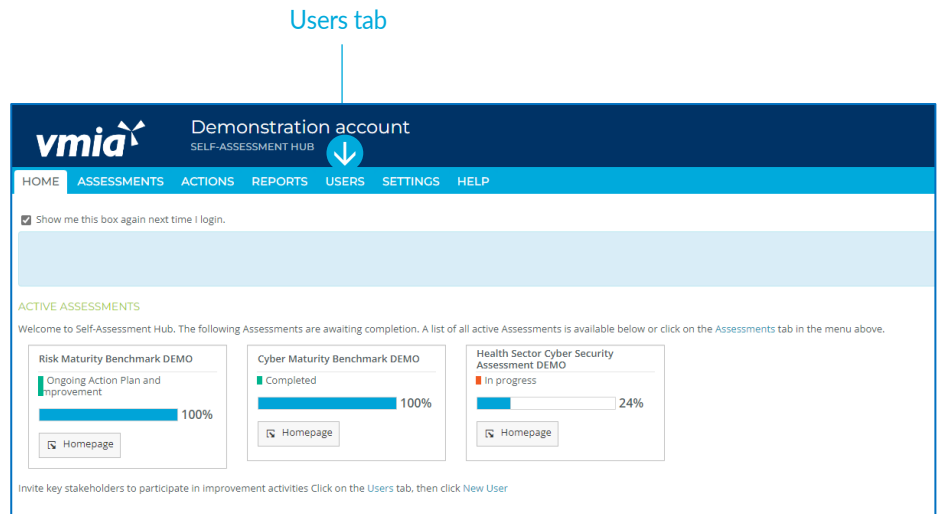 Users tab
vmia
Demonstration account
SELF-ASSESSMENT HUB
HOME ASSESSMENTS ACTIONS REPORTS USERS SETTINGS HELP
Show me this box again next time I login.
ACTIVE ASSESSMENTS
Welcome to Self-Assessment Hub. The following Assessments are awaiting completion. A list of all active Assessments is available below or click on the Assessments tab in the menu above.
Risk Maturity Benchmark DEMO
Ongoing Action Plan and
mprovement
100%
Homepage
Cyber Maturity Benchmark DEMO
Completed
100%
Homepage
Health Sector Cyber Security
Assessment DEMO
In progress
24%
Homepage
Invite key stakeholders to participate in improvement activities Click on the Users tab, then click New User